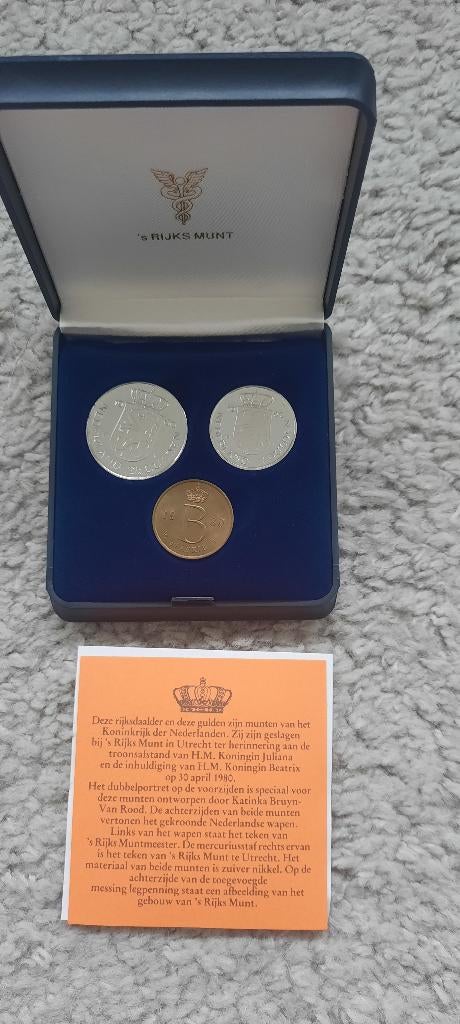 's RIJKS MUNT
19 B 80
Deze rijksdaalder en deze gulden zijn munten van het
Koninkrijk der Nederlanden. Zij zijn geslagen
bij 's Rijks Munt in Utrecht ter herinnering aan de
troonsafstand van H.M. Koningin Juliana
en de inhuldiging van H.M. Koningin Beatrix
op 30 april 1980.
Het dubbelportret op de voorzijden is speciaal voor
deze munten ontworpen door Katinka Bruyn-
Van Rood. De achterzijden van beide munten
vertonen het gekroonde Nederlandse wapen.
Links van het wapen staat het teken van
's Rijks Muntmeester. De mercuriusstaf rechts ervan
is het teken van 's Rijks Munt te Utrecht. Het
materiaal van beide munten is zuiver nikkel. Op de
achterzijde van de toegevoegde
messing legpenning staat een afbeelding van het
gebouw van 's Rijks Munt.